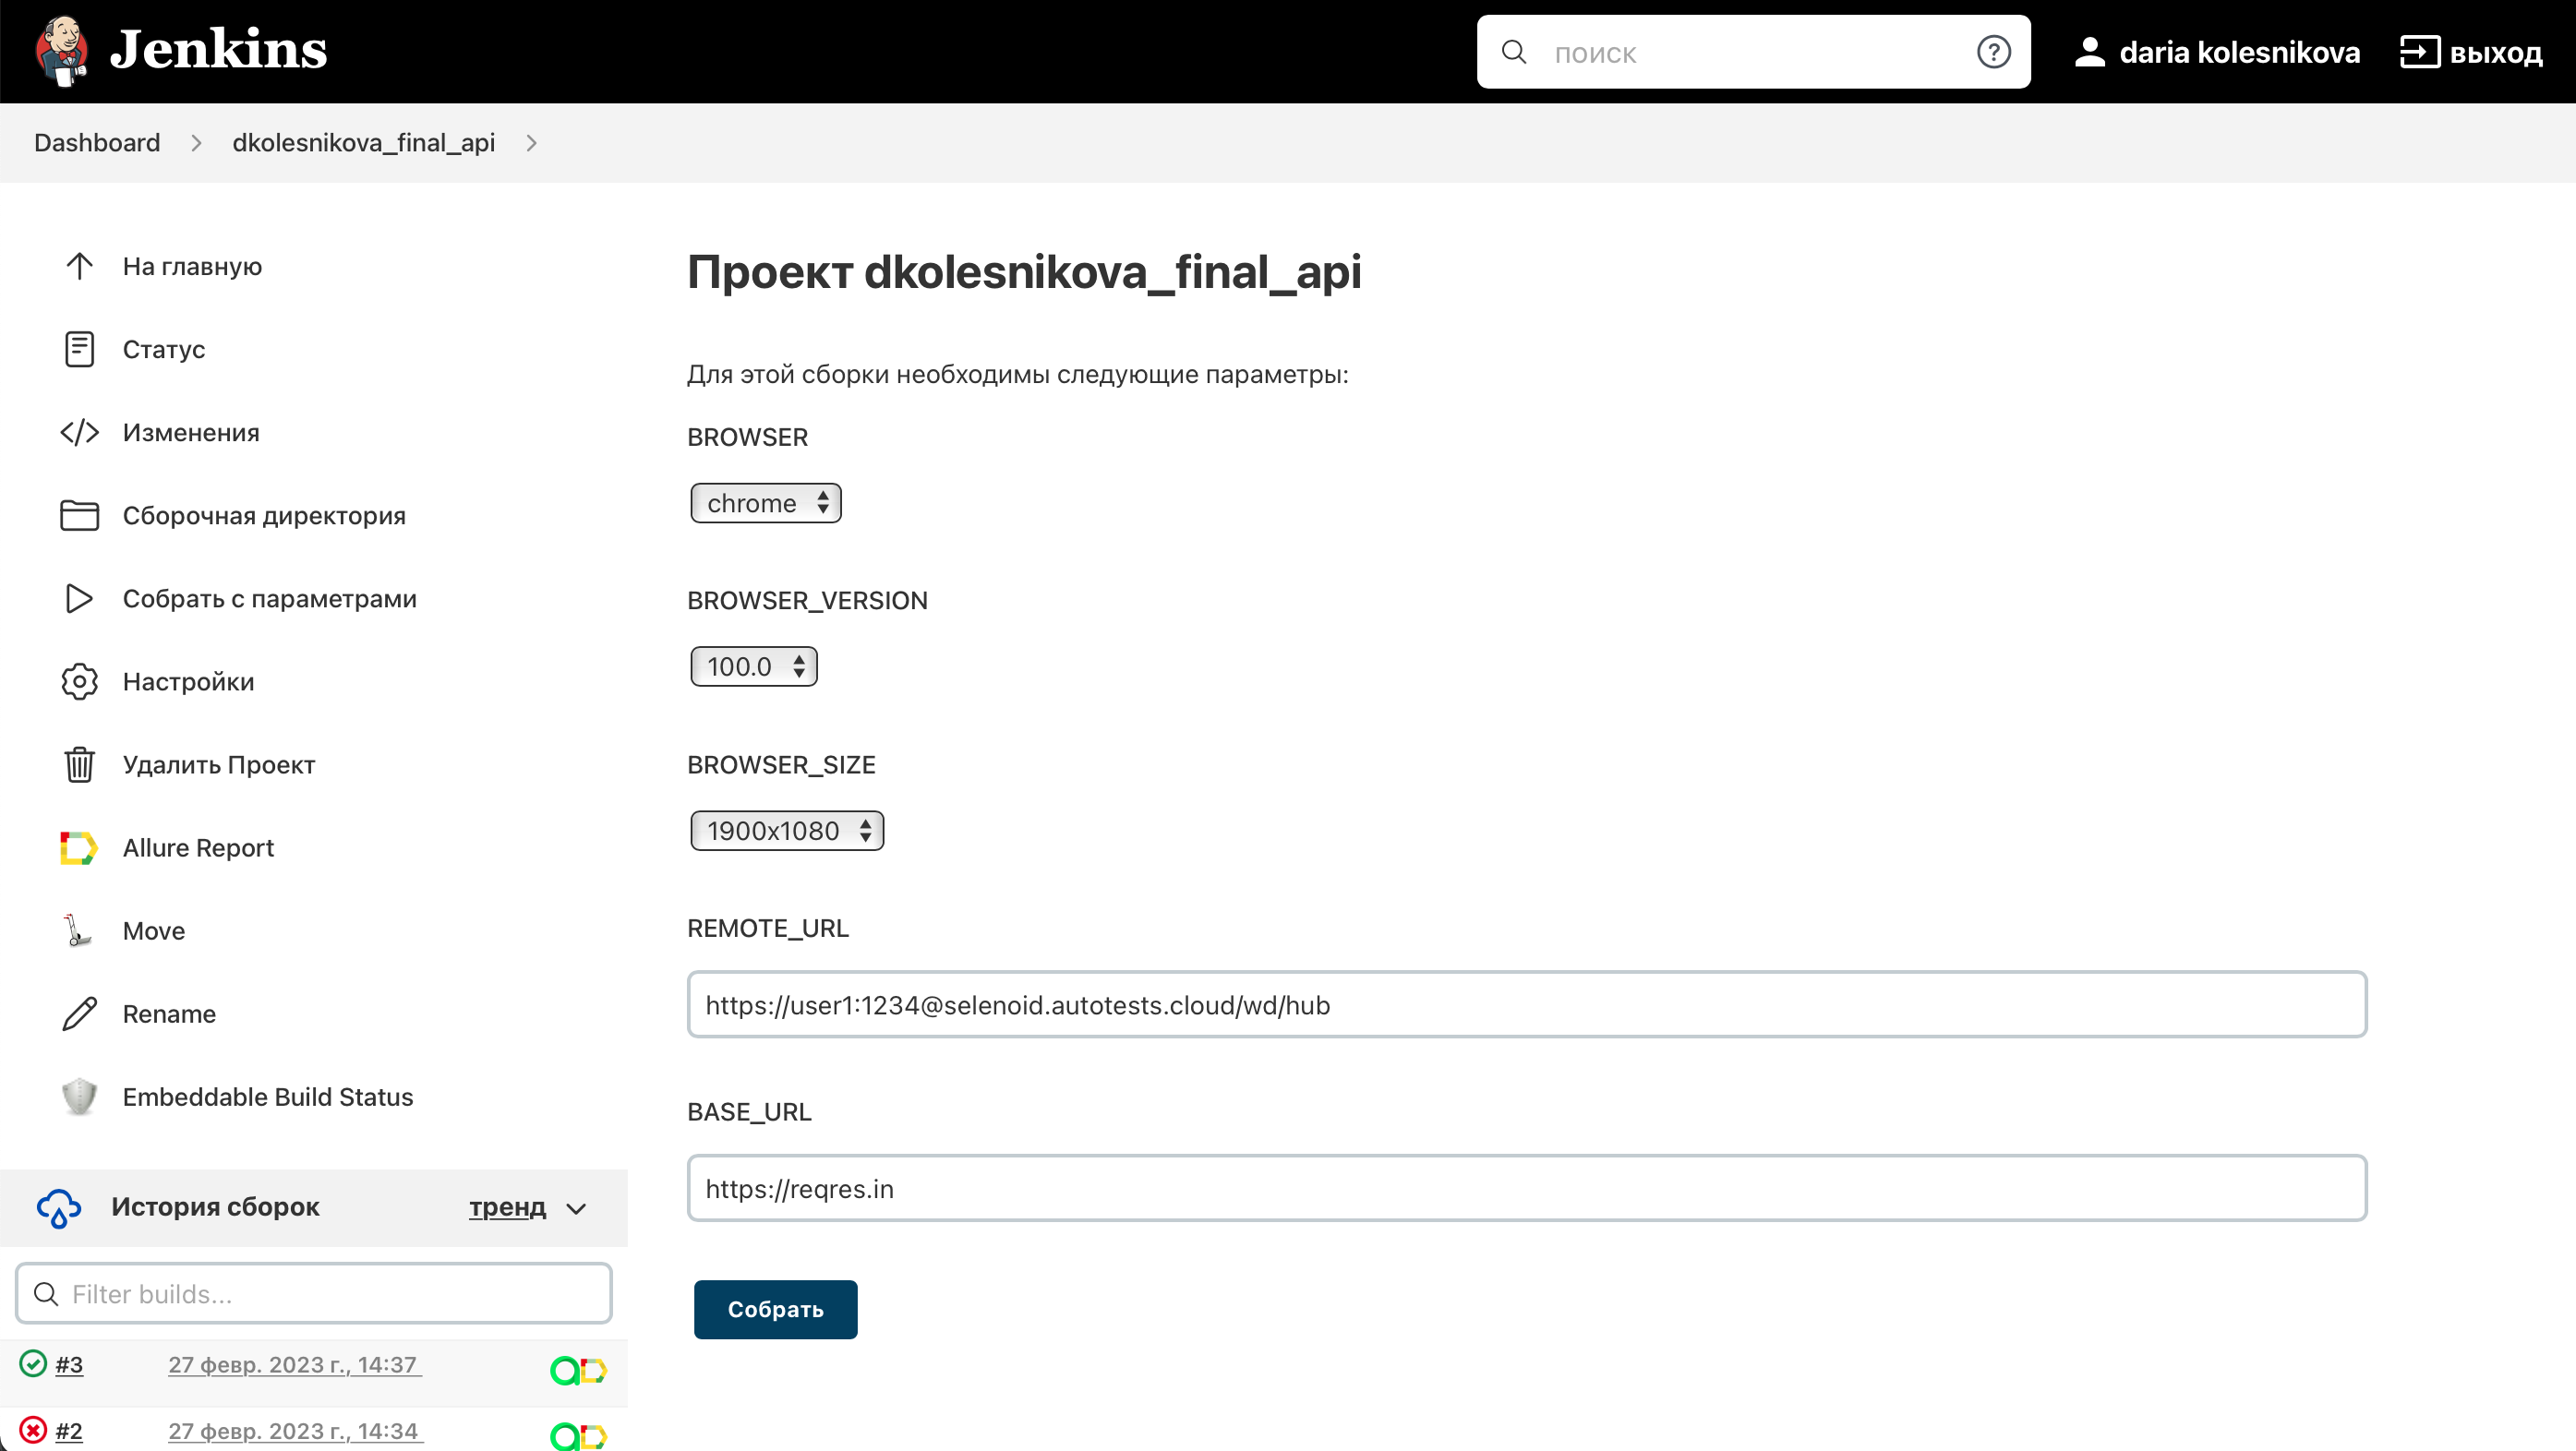 Jenkins
поиск
daria kolesnikova
выход
Dashboard
dkolesnikova_final_api
На главную
Статус
Изменения
Сборочная директория
Собрать с параметрами
Настройки
Удалить Проект
Allure Report
Move
Rename
Embeddable Build Status
История сборок
тренд
Filter builds...
#3
27 февр. 2023 г., 14:37
#2
27 февр. 2023 г., 14:34
Проект dkolesnikova_final_api
Для этой сборки необходимы следующие параметры:
BROWSER
chrome
BROWSER_VERSION
100.0
BROWSER_SIZE
1900x1080
REMOTE_URL
https://user1:1234@selenoid.autotests.cloud/wd/hub
BASE_URL
https://reqres.in
Собрать